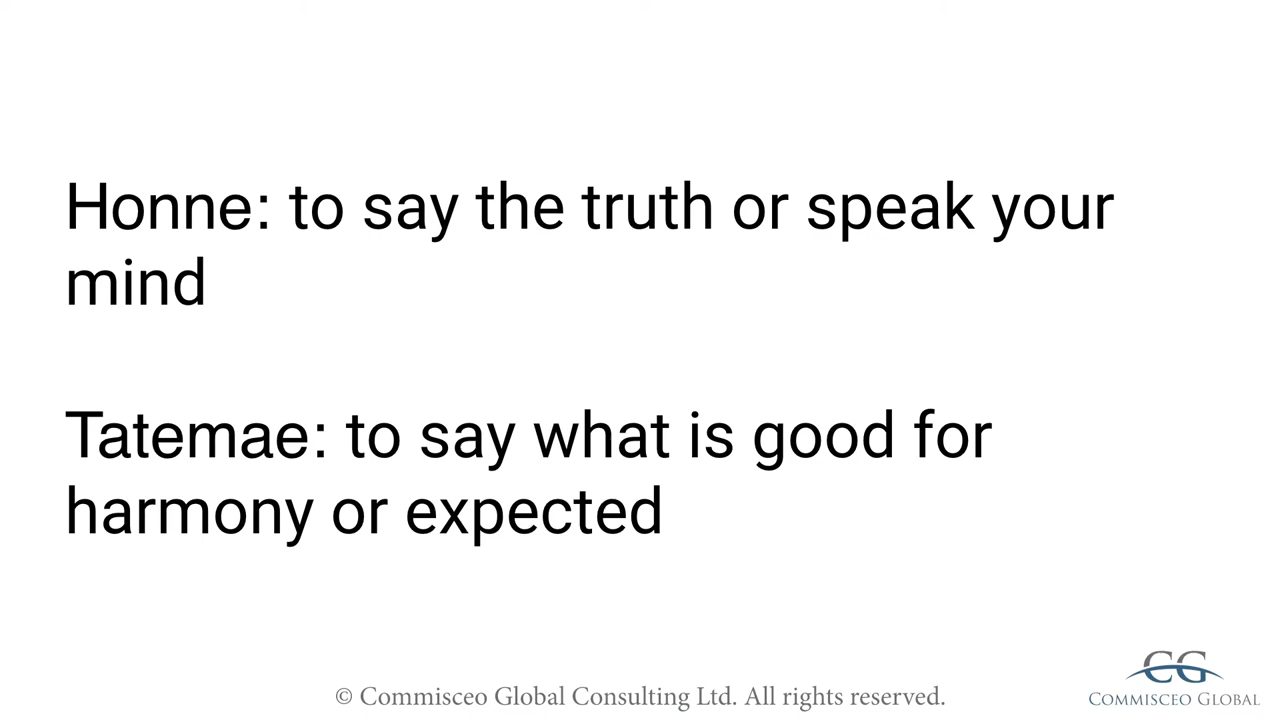 Honne: to say the truth or speak your
mind
Tatemae: to say what is good for
harmony or expected
© Commisceo Global Consulting Ltd. All rights reserved.
CG
COMMISCEO GLOBAL